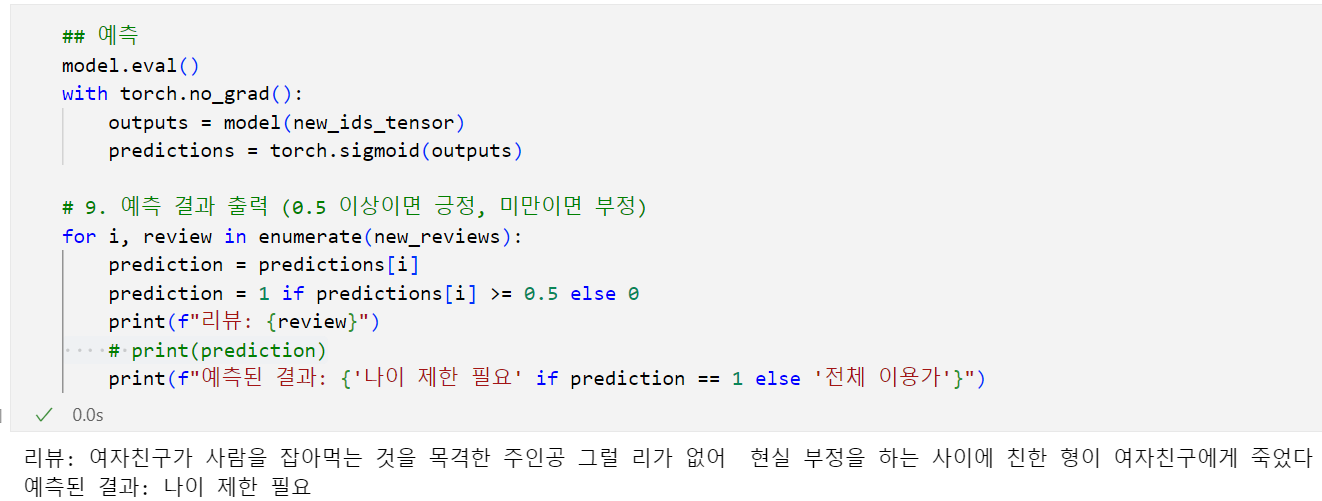 ## 예측
model.eval()
with torch.no_grad():
    outputs = model(new_ids_tensor)
    predictions = torch.sigmoid(outputs)
# 9. 예측 결과 출력 (0.5 이상이면 긍정, 미만이면 부정)
for i, review in enumerate(new_reviews):
    prediction = predictions[i]
    prediction = 1 if predictions[i] >= 0.5 else 0
    print(f"리뷰: {review}")
    # print(prediction)
    print(f"예측된 결과: {'나이 제한 필요' if prediction == 1 else '전체 이용가'}")
0.0s
리뷰: 여자친구가 사람을 잡아먹는 것을 목격한 주인공 그럴 리가 없어  현실 부정을 하는 사이에 친한 형이 여자친구에게 죽었다
예측된 결과: 나이 제한 필요